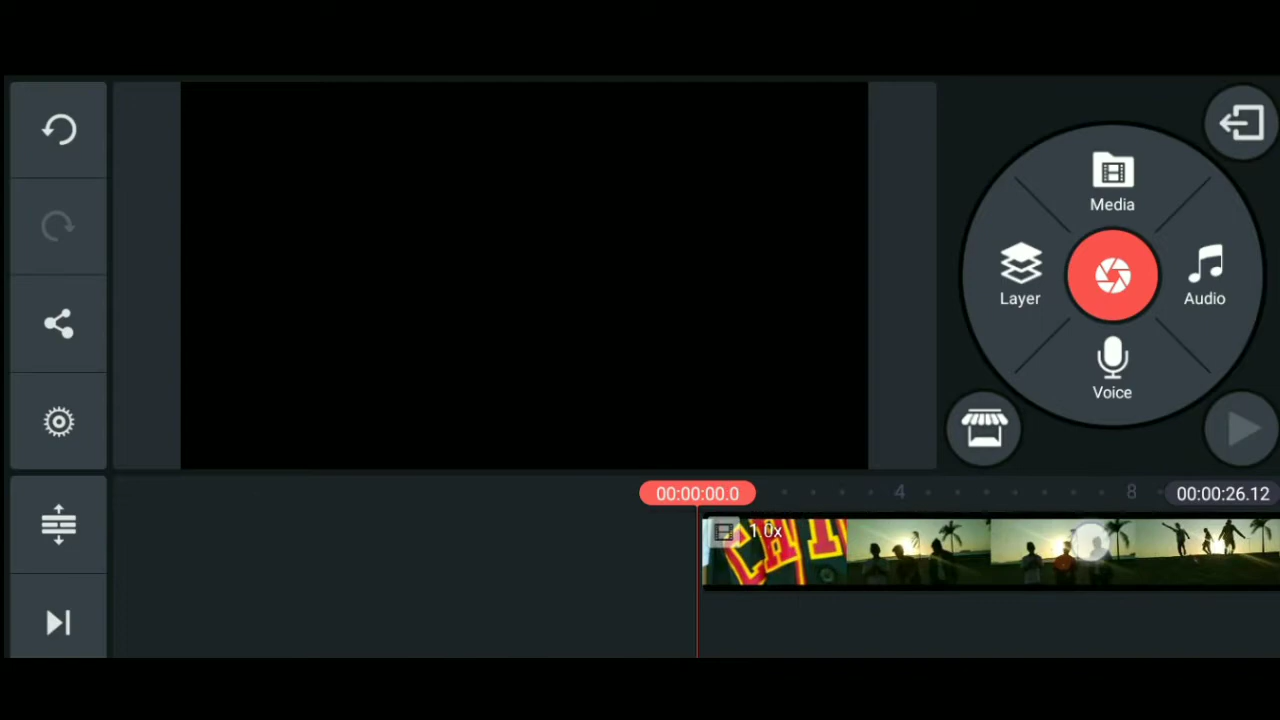 Media
Layer
Audio
Voice
00:00:00.0
4
8
00:00:26.12
1.0x